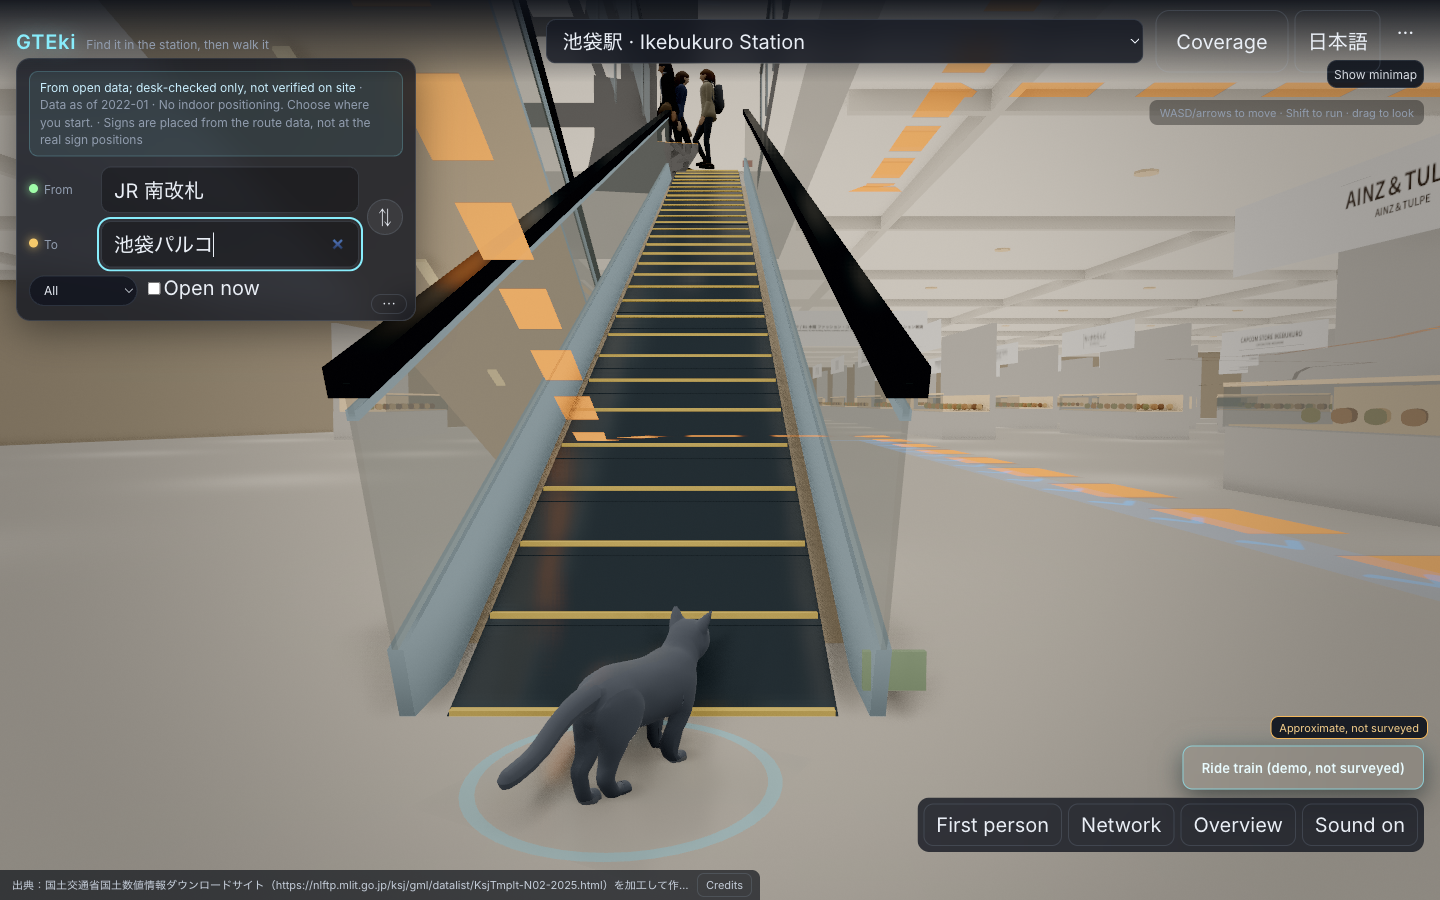 GTEki Find it in the station, then walk it
池袋駅 · Ikebukuro Station
Coverage
日本語
...
Show minimap
WASD/arrows to move · Shift to run · drag to look
From open data; desk-checked only, not verified on site ·
Data as of 2022-01 · No indoor positioning. Choose where
you start. · Signs are placed from the route data, not at the
real sign positions
From JR 南改札
To 池袋パルコ
All
Open now
...
AINZ & TUL
AINZ & TULPE
CAPCOM STORE IKEBUKURO
Approximate, not surveyed
Ride train (demo, not surveyed)
First person
Network
Overview
Sound on
出典：国土交通省国土数値情報ダウンロードサイト（https://nlftp.mlit.go.jp/ksj/gml/datalist/KsjTmplt-N02-2025.html）を加工して作...
Credits